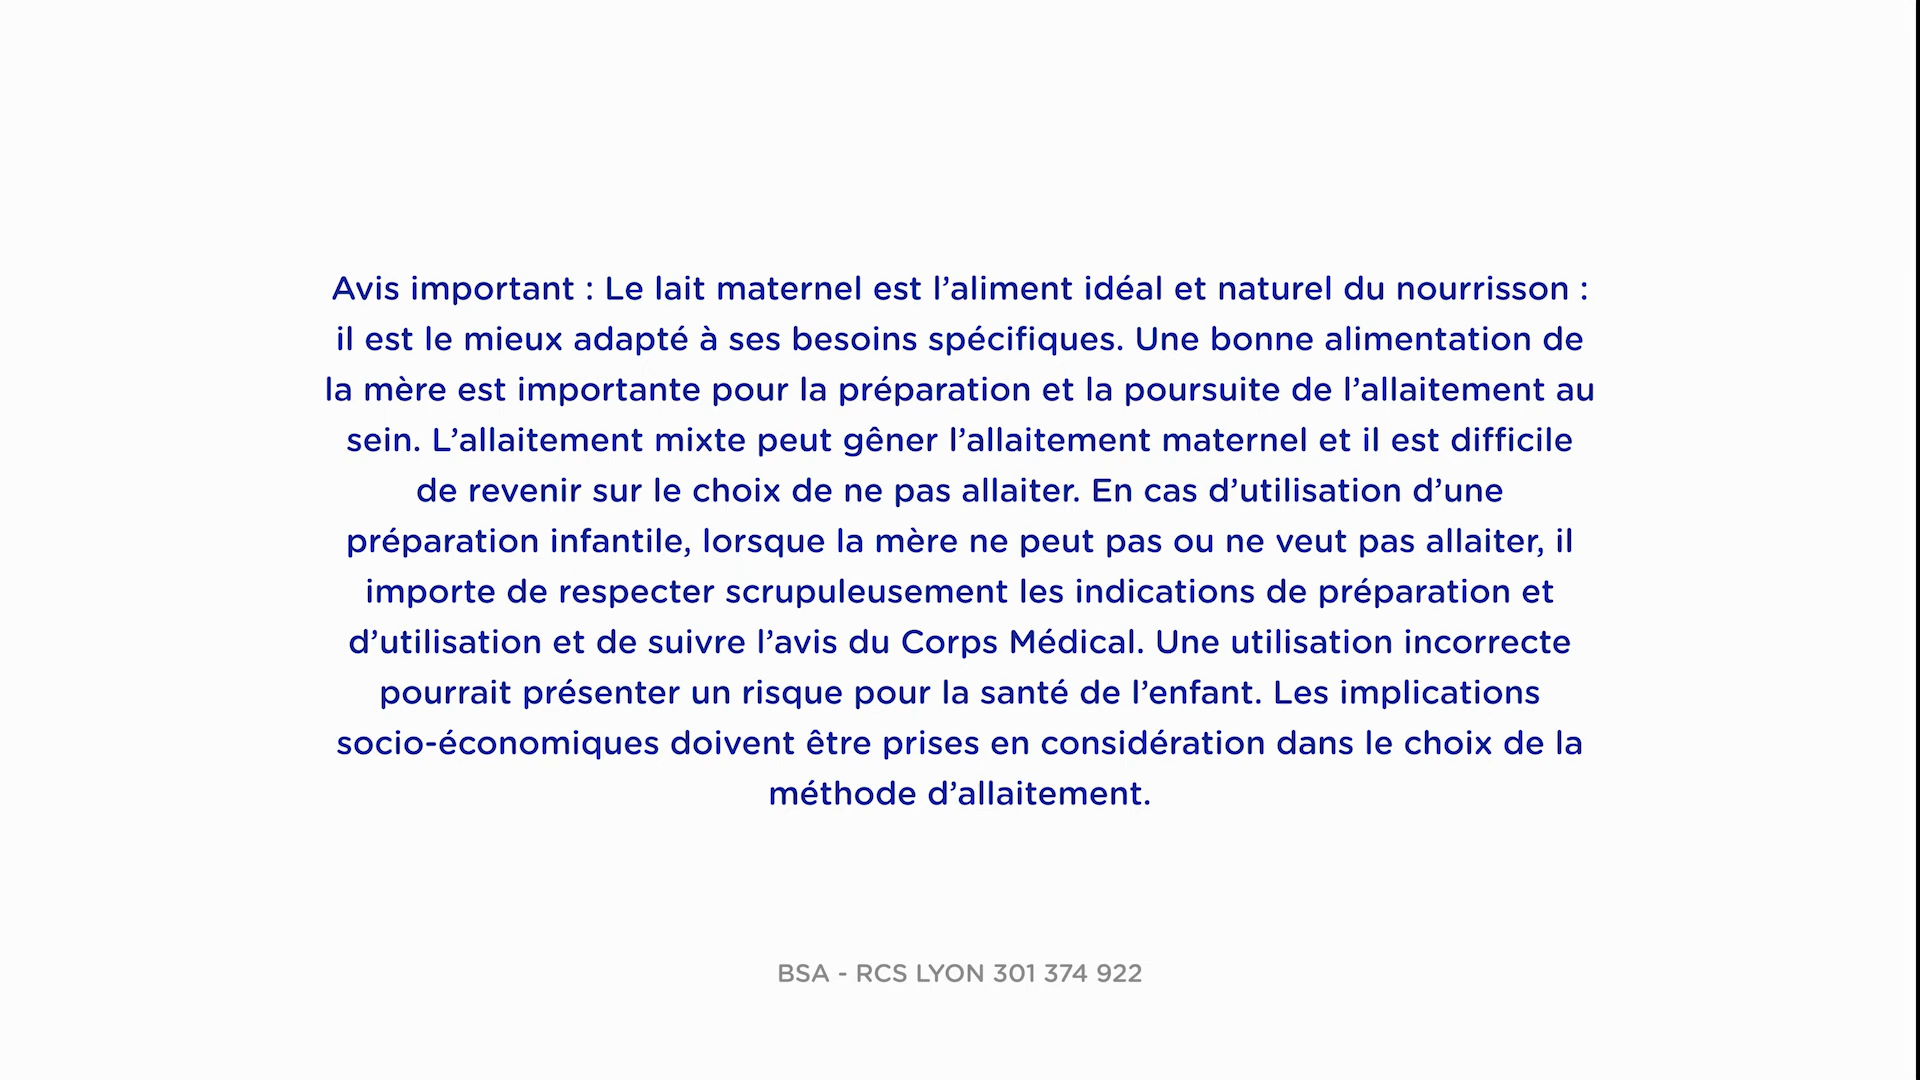 Avis important : Le lait maternel est l’aliment idéal et naturel du nourrisson :
il est le mieux adapté à ses besoins spécifiques. Une bonne alimentation de
la mère est importante pour la préparation et la poursuite de l’allaitement au
sein. L’allaitement mixte peut gêner l’allaitement maternel et il est difficile
de revenir sur le choix de ne pas allaiter. En cas d’utilisation d’une
préparation infantile, lorsque la mère ne peut pas ou ne veut pas allaiter, il
importe de respecter scrupuleusement les indications de préparation et
d’utilisation et de suivre l’avis du Corps Médical. Une utilisation incorrecte
pourrait présenter un risque pour la santé de l’enfant. Les implications
socio-économiques doivent être prises en considération dans le choix de la
méthode d’allaitement.
BSA - RCS LYON 301 374 922